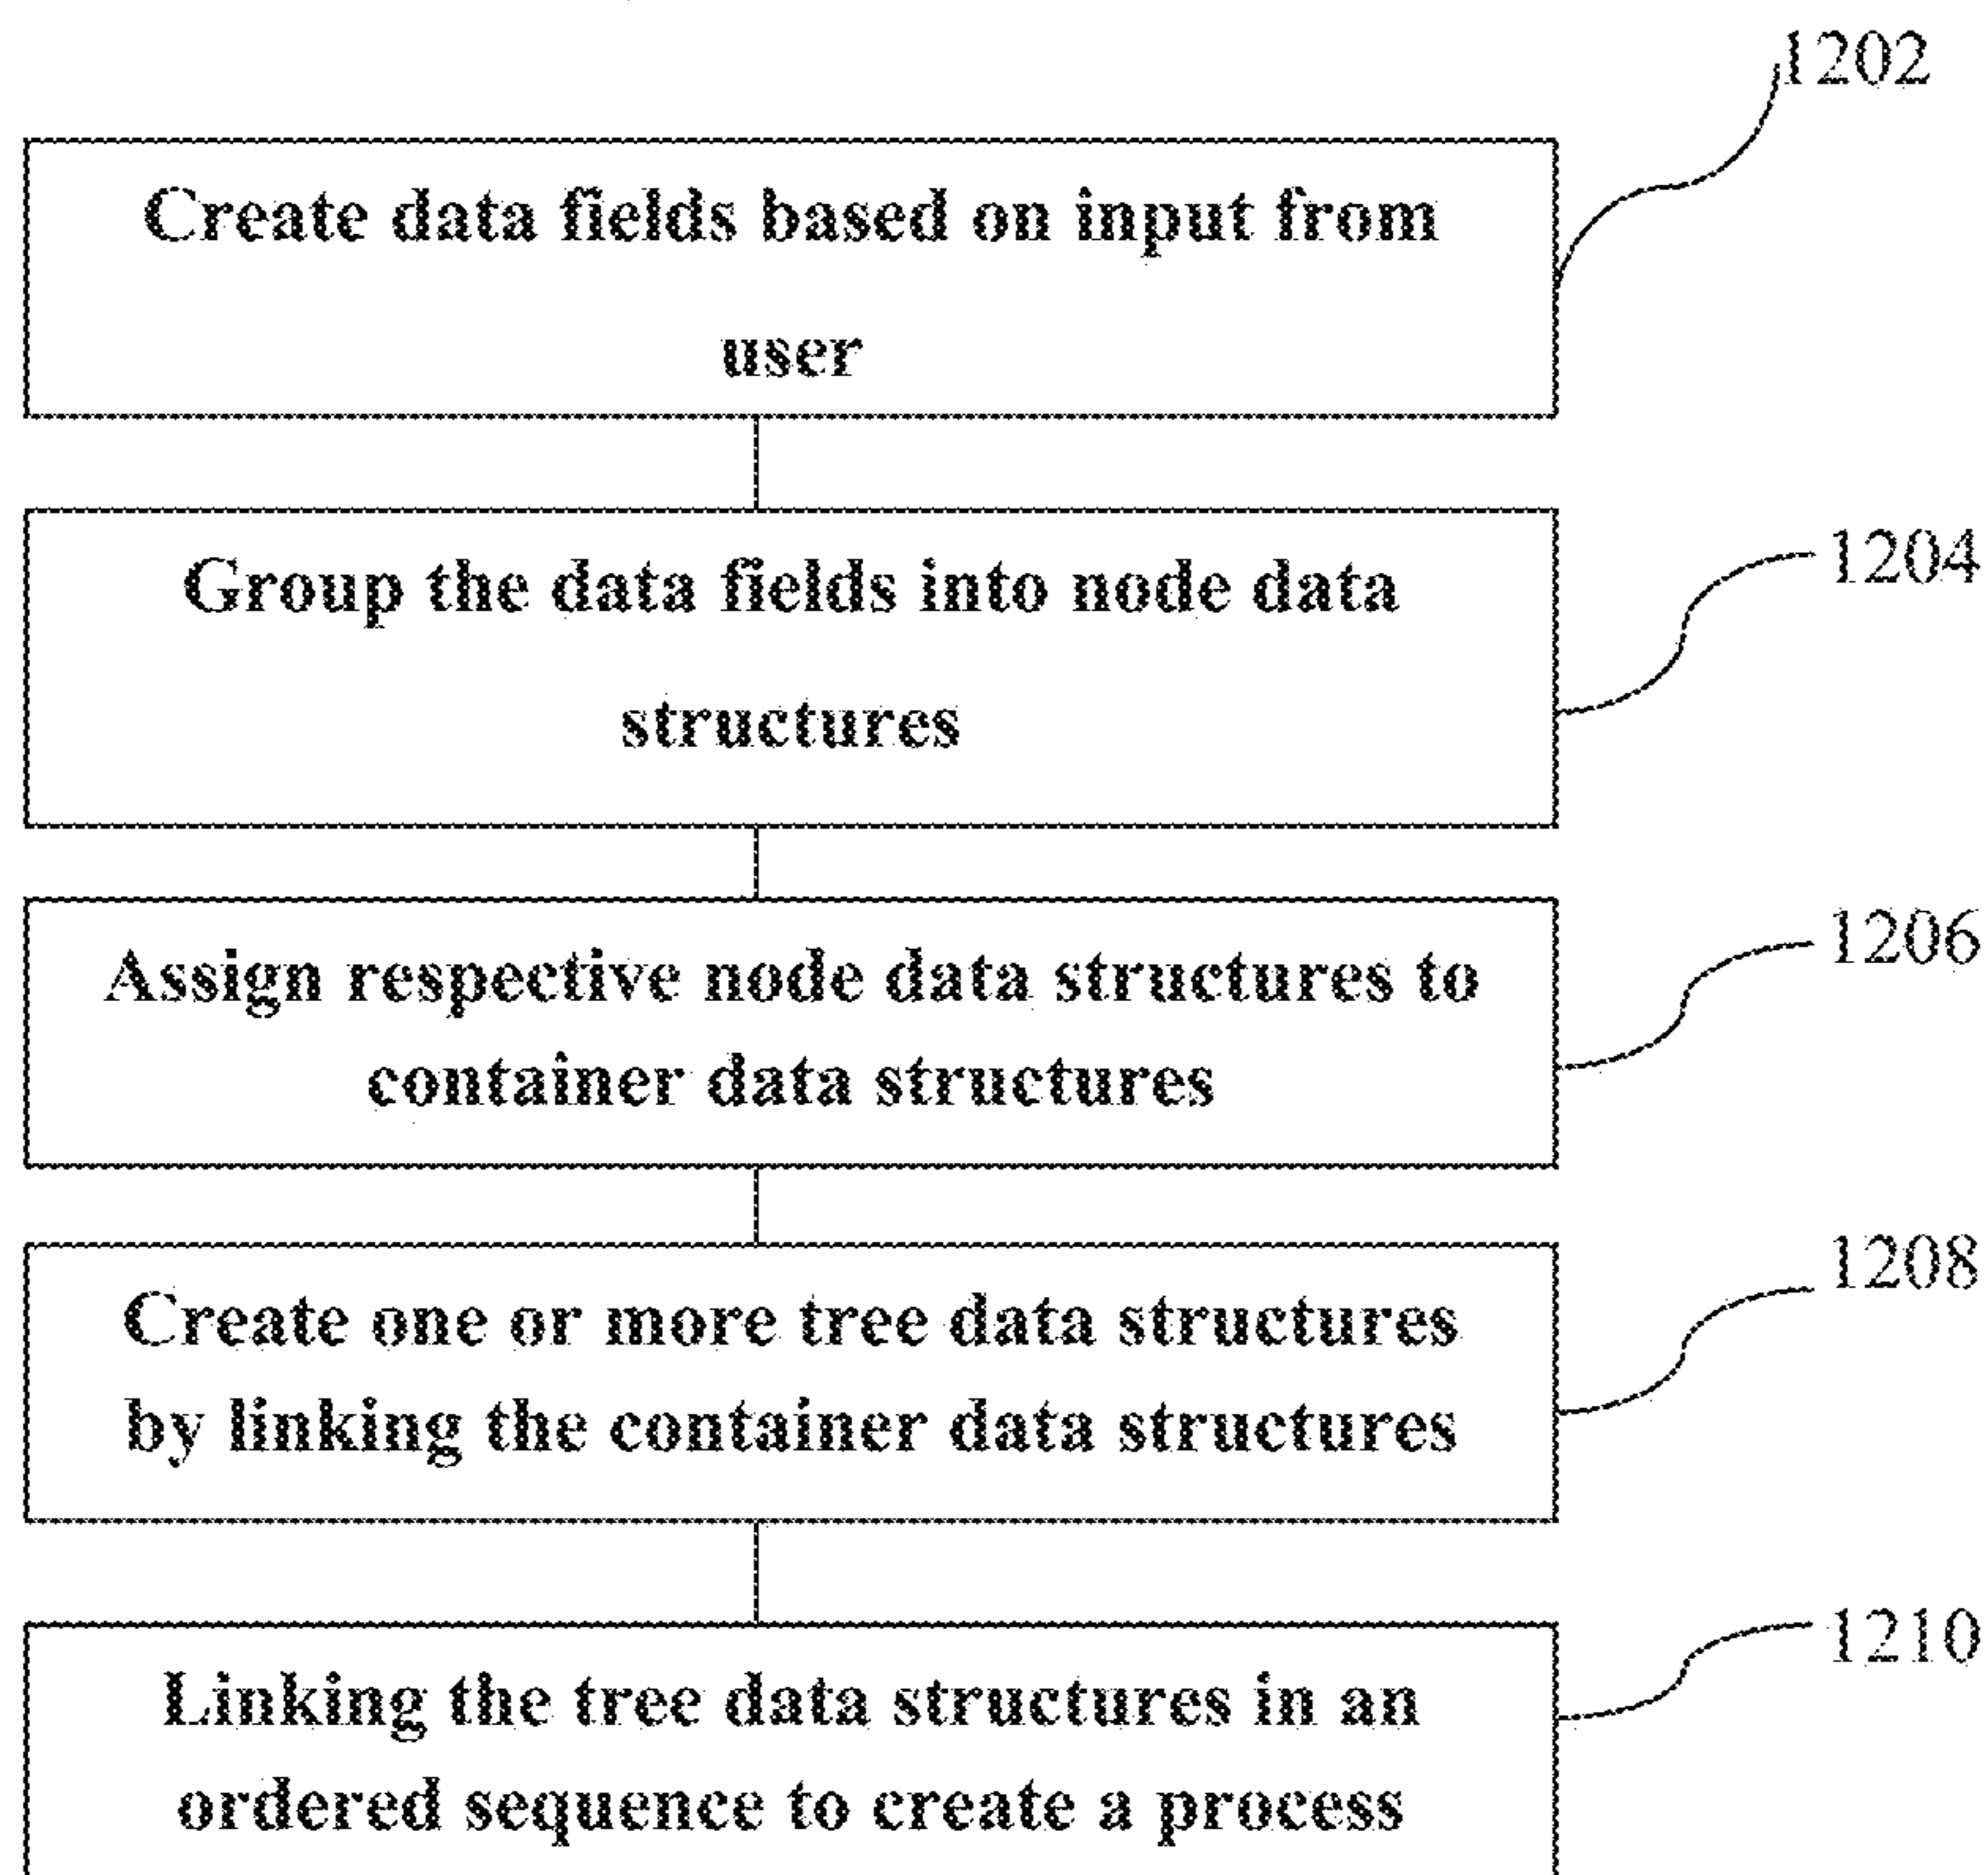 1202
Create data fields based on input from
user
1204
Group the data fields into node data
structures
1206
Assign respective node data structures to
container data structures
1208
Create one or more tree data structures
by linking the container data structures
1210
Linking the tree data structures in an
ordered sequence to create a process